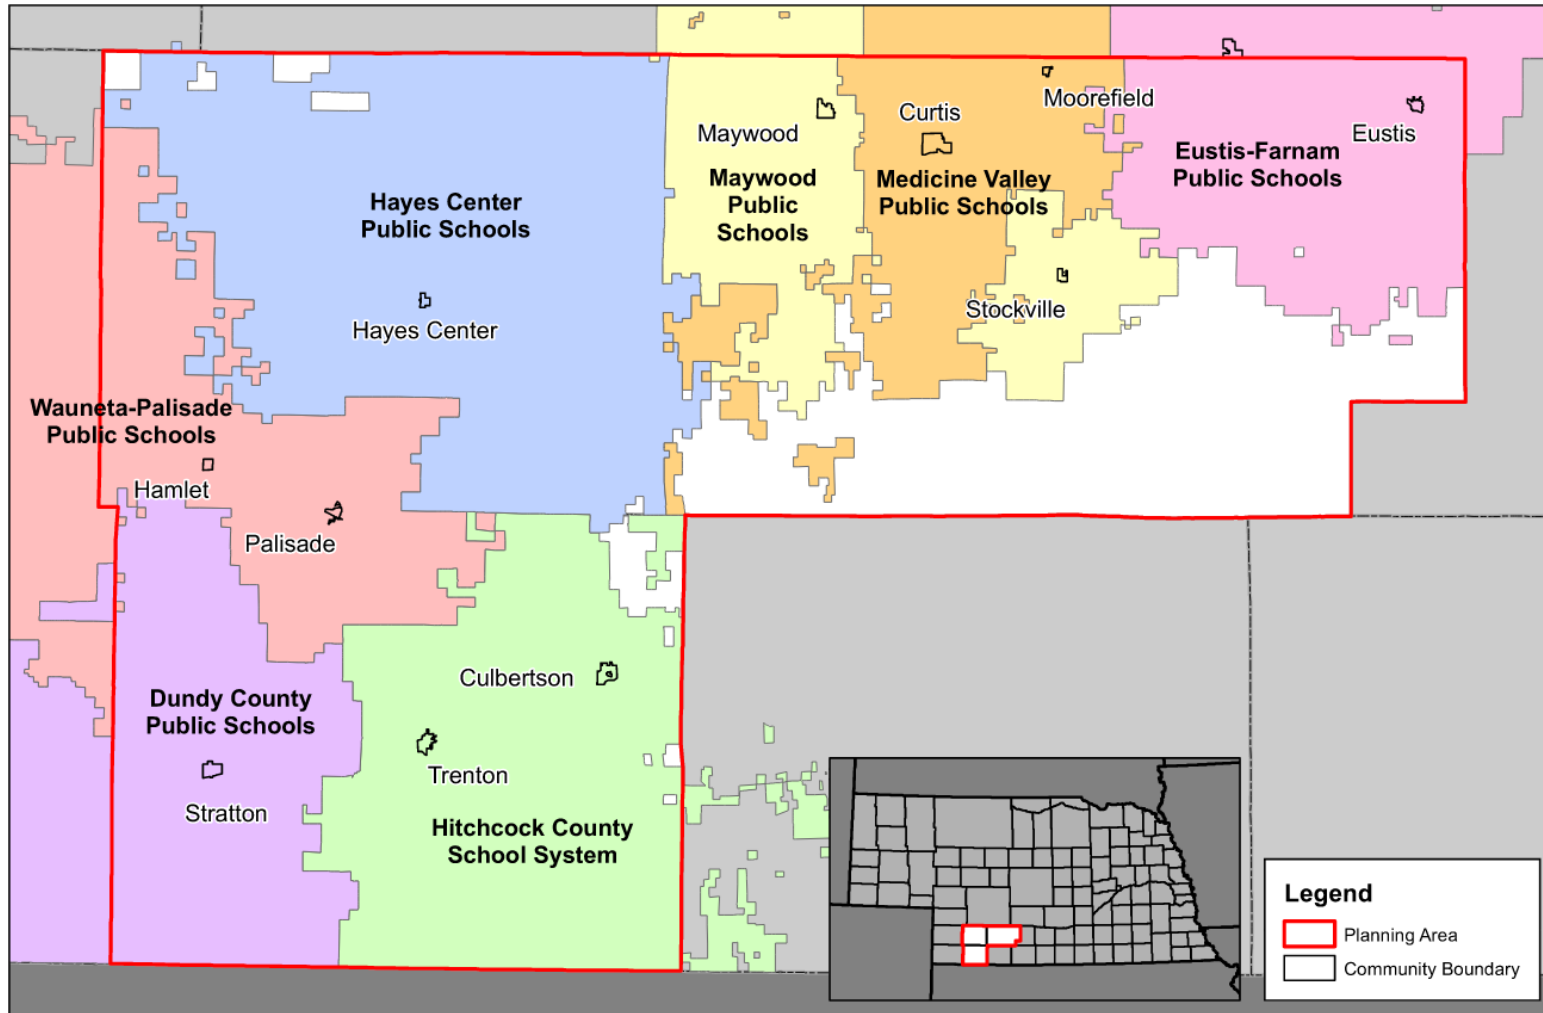 Moorefield
Curtis
Maywood
Eustis
Eustis-Farnam
Public Schools
Maywood
Public
Schools
Medicine Valley
Public Schools
Hayes Center
Public Schools
Stockville
Hayes Center
Wauneta-Palisade
Public Schools
Hamlet
Palisade
Culbertson
Dundy County
Public Schools
Trenton
Stratton
Hitchcock County
School System
Legend
Planning Area
Community Boundary